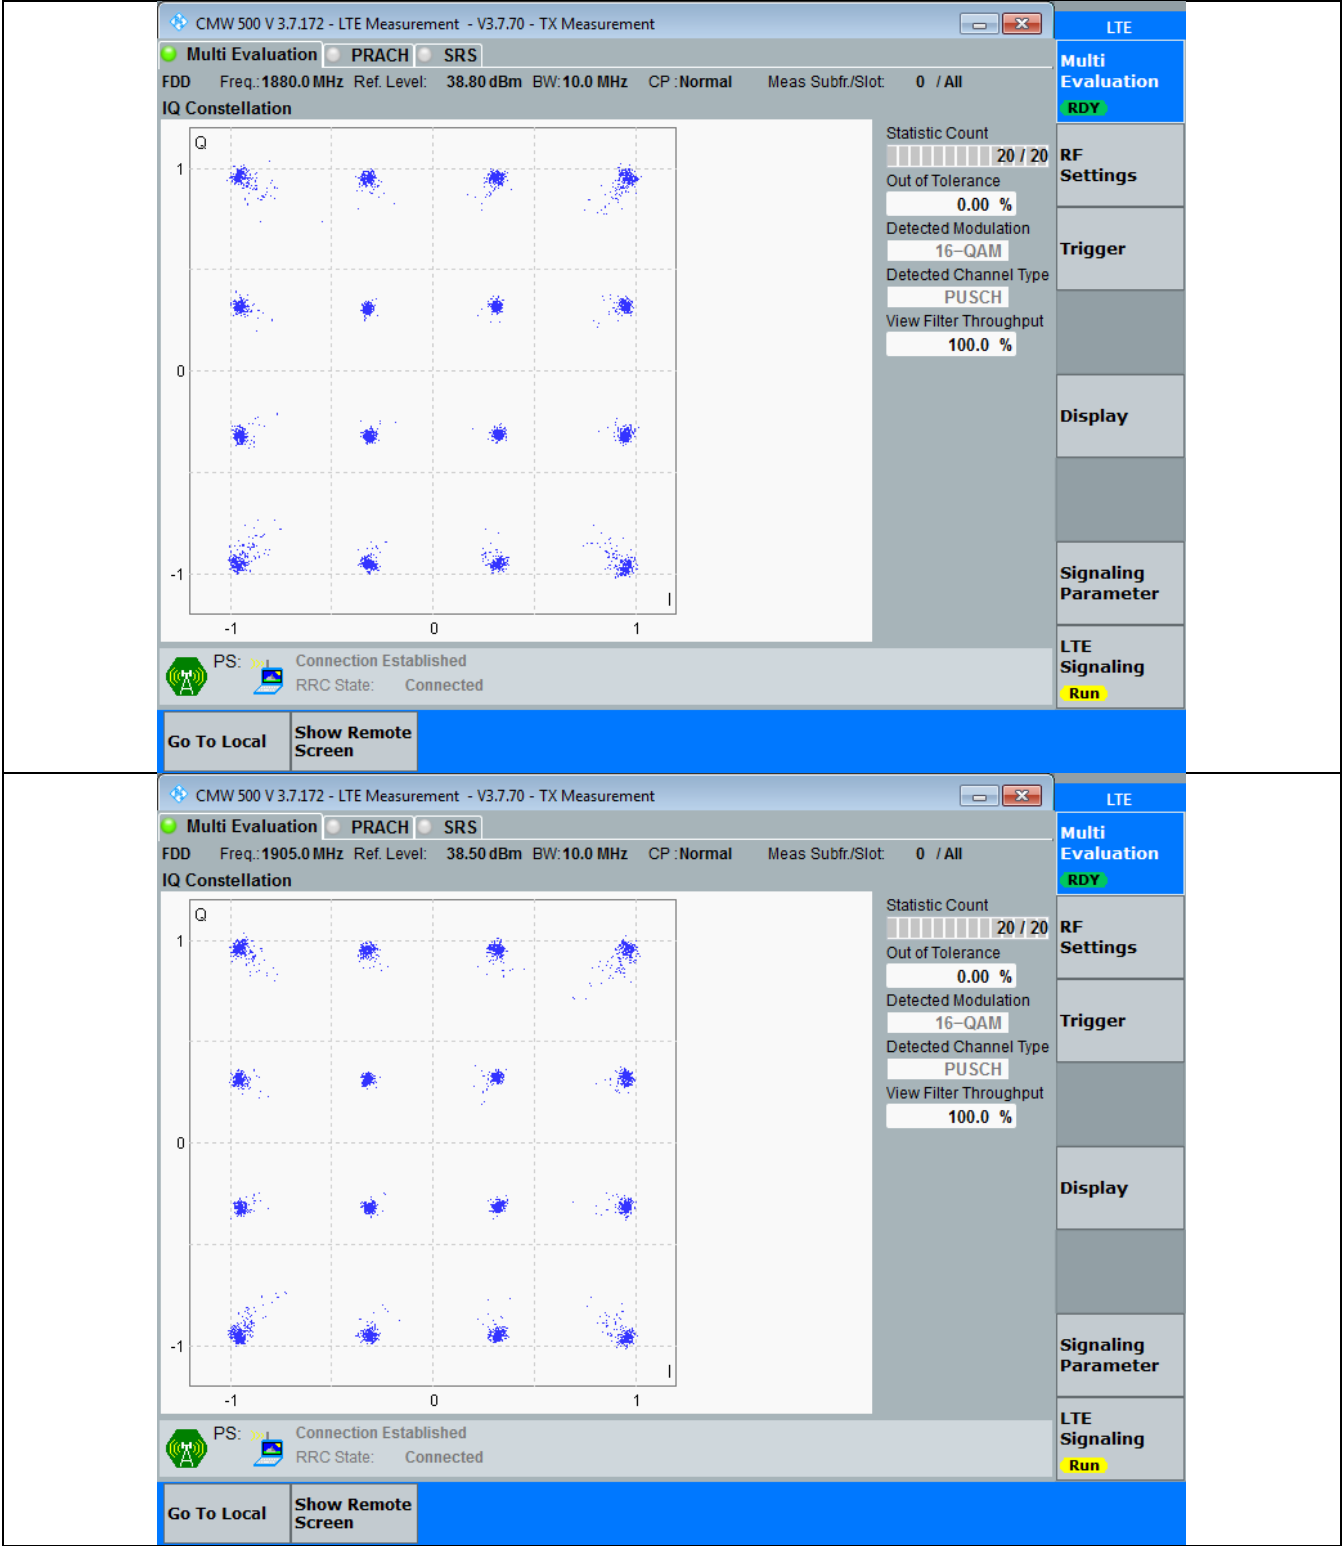 CMW 500 V 3.7.172 - LTE Measurement - V3.7.70 - TX Measurement
LTE
Multi Evaluation PRACH SRS
Multi Evaluation
RDY
FDD Freq.:1880.0 MHz Ref. Level: 38.80 dBm BW:10.0 MHz CP :Normal Meas Subfr./Slot: 0 / All
IQ Constellation
Q
1
0
-1
I
-1 0 1
Statistic Count
20 / 20
Out of Tolerance
0.00 %
Detected Modulation
16-QAM
Detected Channel Type
PUSCH
View Filter Throughput
100.0 %
RF
Settings
Trigger
Display
Signaling
Parameter
LTE
Signaling
Run
PS: Connection Established
RRC State: Connected
Go To Local
Show Remote
Screen
CMW 500 V 3.7.172 - LTE Measurement - V3.7.70 - TX Measurement
LTE
Multi Evaluation PRACH SRS
Multi
Evaluation
RDY
FDD Freq.:1905.0 MHz Ref. Level: 38.50 dBm BW:10.0 MHz CP :Normal Meas Subfr./Slot: 0 / All
IQ Constellation
Q
1
0
-1
I
-1 0 1
Statistic Count
20 / 20
Out of Tolerance
0.00 %
Detected Modulation
16-QAM
Detected Channel Type
PUSCH
View Filter Throughput
100.0 %
RF
Settings
Trigger
Display
Signaling
Parameter
LTE
Signaling
Run
PS: Connection Established
RRC State: Connected
Go To Local
Show Remote
Screen